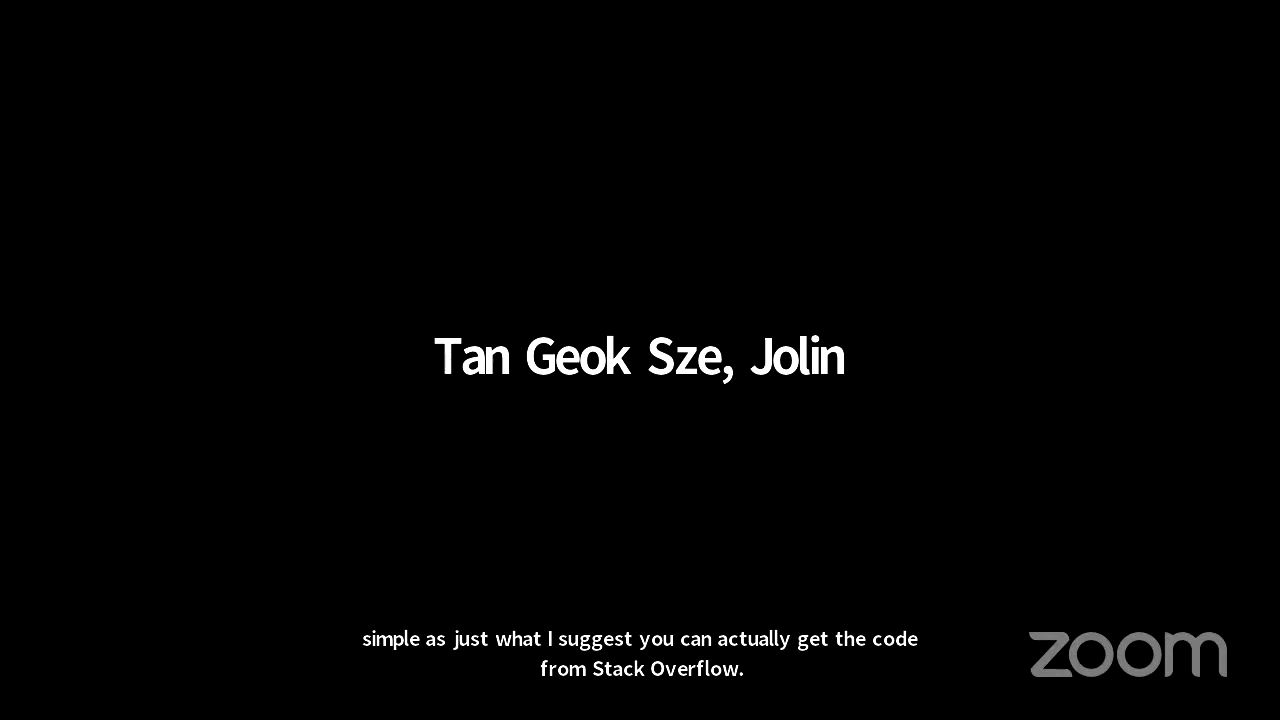 Tan Geok Sze, Jolin
simple as just what I suggest you can actually get the code
from Stack Overflow.
zoom